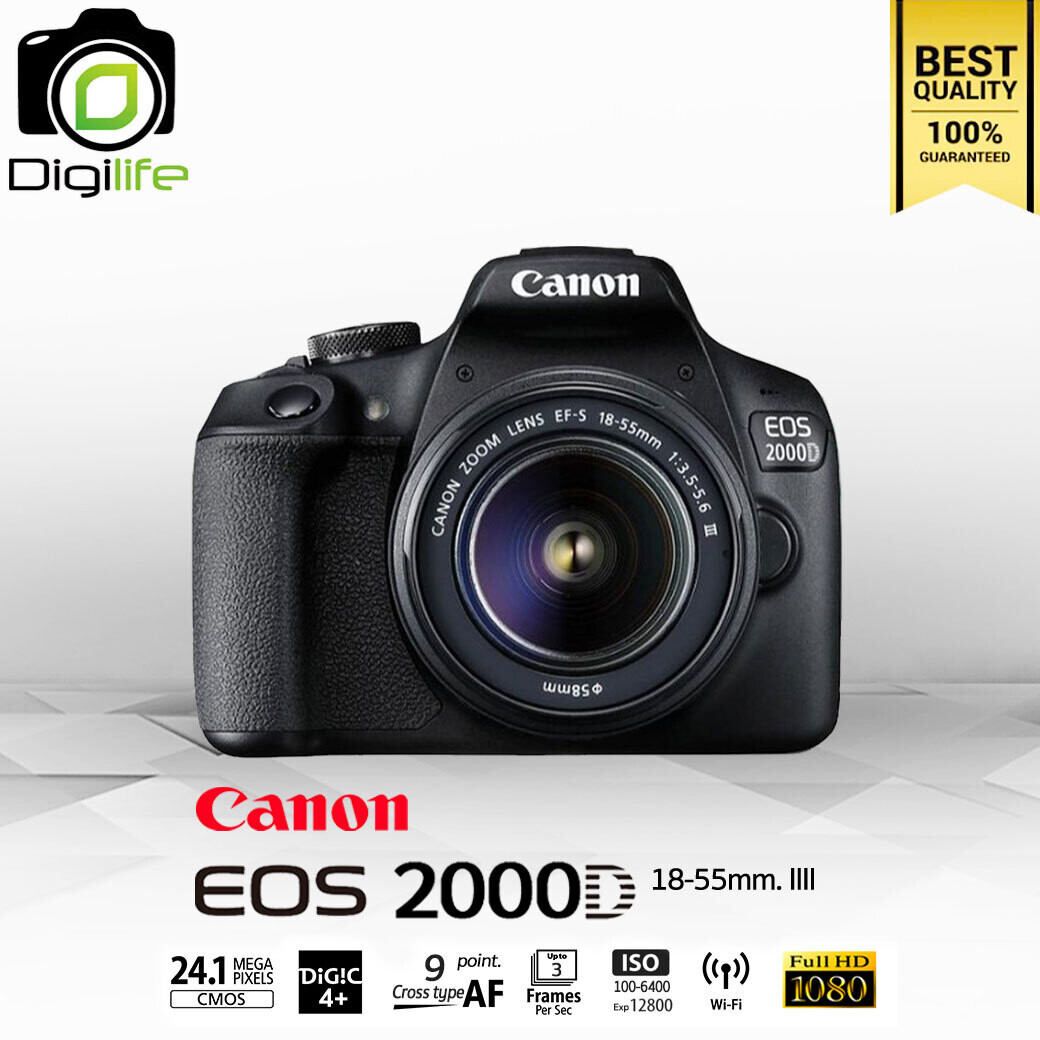 Digilife
BEST
QUALITY
100%
GUARANTEED
Canon
EOS
2000D
CANON ZOOM LENS EF-S 18-55mm 1:3.5-5.6 III
φ58mm
Canon
EOS 2000D 18-55mm. IIII
24.1 MEGA PIXELS
CMOS
DiG!C
4+
9 point.
Cross type AF
Up to
3
Frames
Per Sec
ISO
100-6400
Exp 12800
Wi-Fi
Full HD
1080